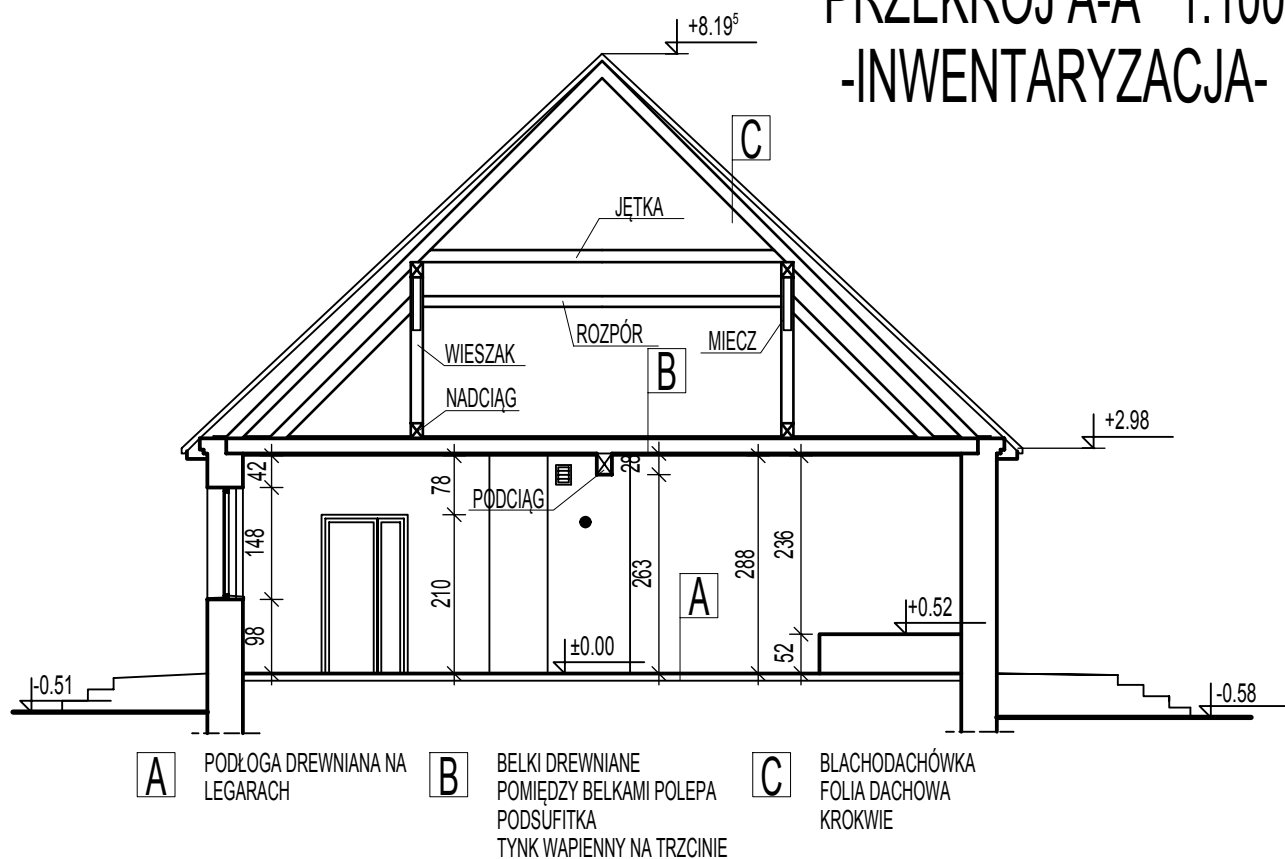 PRZEKRÓJ A-A 1:100
-INWENTARYZACJA-
+8.19⁵
C
JĘTKA
ROZPÓR
MIECZ
WIESZAK
B
NADCIĄG
+2.98
42
78
28
PODCIĄG
148
210
263
288
236
A
+0.52
98
±0.00
52
-0.51
-0.58
A
PODŁOGA DREWNIANA NA
LEGARACH
B
BELKI DREWNIANE
POMIĘDZY BELKAMI POLEPA
PODSUFITKA
TYNK WAPIENNY NA TRZCINIE
C
BLACHODACHÓWKA
FOLIA DACHOWA
KROKWIE